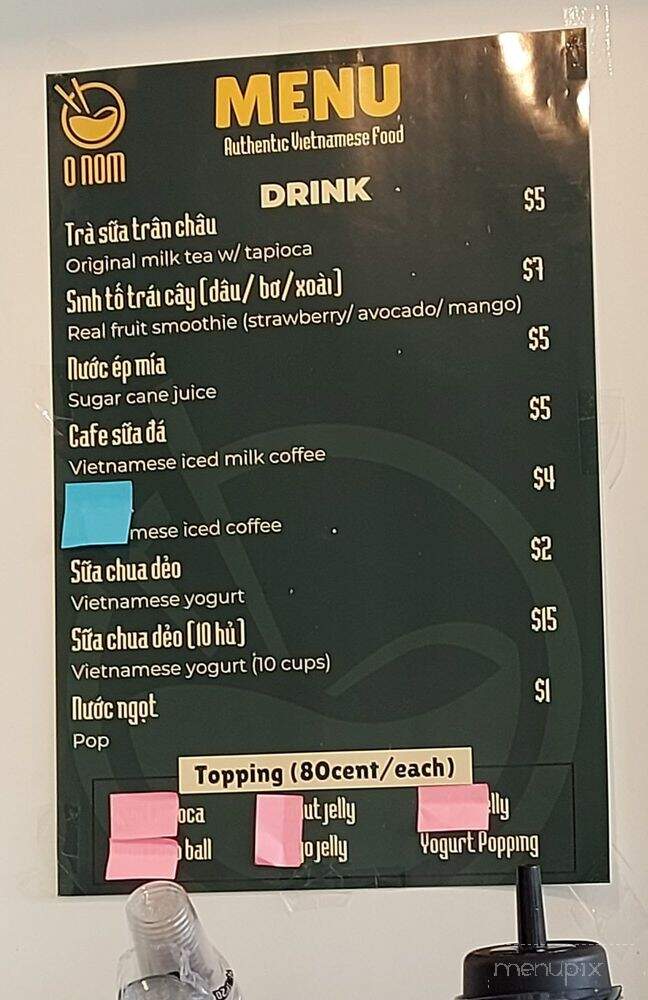 O NOM
MENU
Authentic Vietnamese Food
DRINK
Trà sữa trân châu $5
Original milk tea w/ tapioca
Sinh tố trái cây (dâu/ bơ/ xoài) $7
Real fruit smoothie (strawberry/ avocado/ mango)
Nước ép mía $5
Sugar cane juice
Cafe sữa đá $5
Vietnamese iced milk coffee
$4
mese iced coffee
Sữa chua dẻo $2
Vietnamese yogurt
Sữa chua dẻo (10 hủ) $15
Vietnamese yogurt (10 cups)
Nước ngọt $1
Pop
Topping (80cent/each)
oca ut jelly lly
ball o jelly Yogurt Popping
menupix